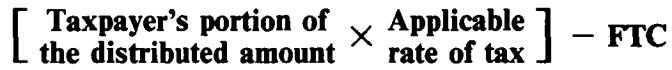 [ Taxpayer's portion of the distributed amount × Applicable rate of tax ] − FTC